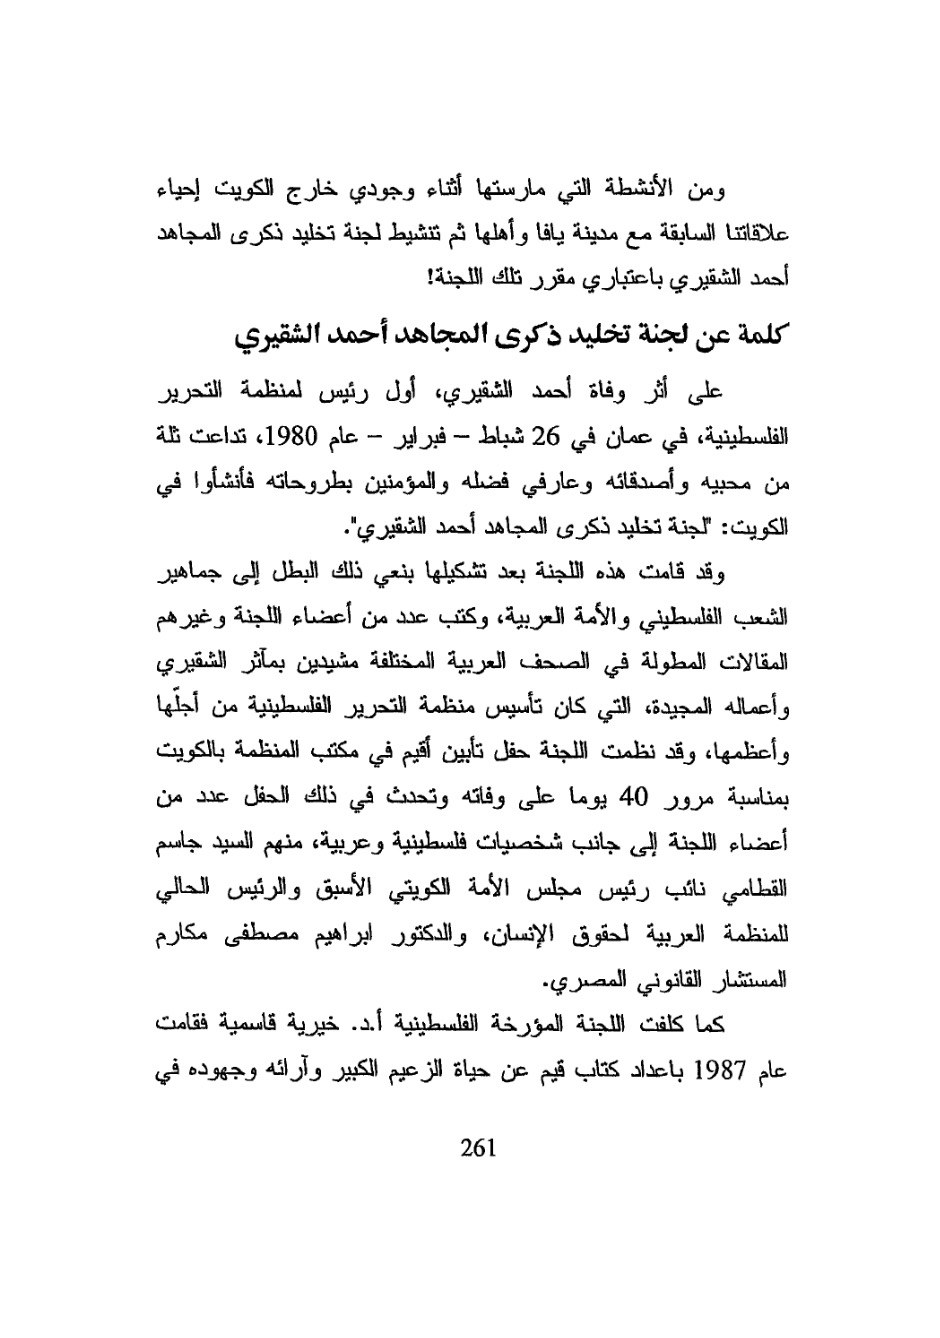 ومن الأنشطة التي مارستها أثناء وجودي خارج الكويت إحياء
علاقاتنا السابقة مع مدينة يافا وأهلها ثم تنشيط لجنة تخليد ذكرى المجاهد
أحمد الشقيري باعتباري مقرر تلك اللجنة!
كلمة عن لجنة تخليد ذكرى المجاهد أحمد الشقيري
على أثر وفاة أحمد الشقيري، أول رئيس لمنظمة التحرير
الفلسطينية، في عمان في 26 شباط – فبراير – عام 1980، تداعت ثلة
من محبيه وأصدقائه وعارفي فضله والمؤمنين بطروحاته فأنشأوا في
الكويت: "لجنة تخليد ذكرى المجاهد أحمد الشقيري".
وقد قامت هذه اللجنة بعد تشكيلها بنعي ذلك البطل إلى جماهير
الشعب الفلسطيني والأمة العربية، وكتب عدد من أعضاء اللجنة وغيرهم
المقالات المطولة في الصحف العربية المختلفة مشيدين بمآثر الشقيري
وأعماله المجيدة، التي كان تأسيس منظمة التحرير الفلسطينية من أجلّها
وأعظمها، وقد نظمت اللجنة حفل تأبين أقيم في مكتب المنظمة بالكويت
بمناسبة مرور 40 يوما على وفاته وتحدث في ذلك الحفل عدد من
أعضاء اللجنة إلى جانب شخصيات فلسطينية وعربية، منهم السيد جاسم
القطامي نائب رئيس مجلس الأمة الكويتي الأسبق والرئيس الحالي
للمنظمة العربية لحقوق الإنسان، والدكتور ابراهيم مصطفى مكارم
المستشار القانوني المصري.
كما كلفت اللجنة المؤرخة الفلسطينية أ.د. خيرية قاسمية فقامت
عام 1987 باعداد كتاب قيم عن حياة الزعيم الكبير وآرائه وجهوده في
261